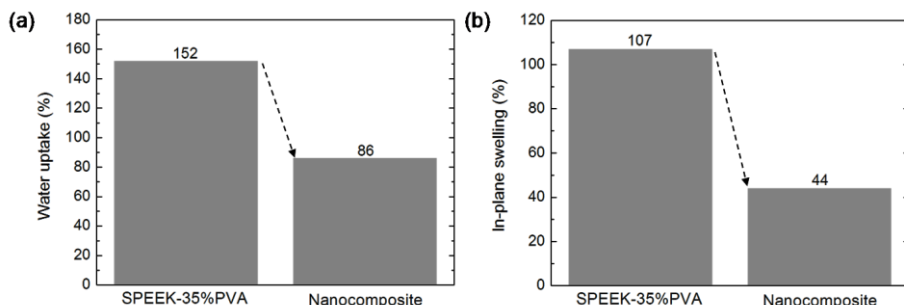 (a)
Water uptake (%)
180
160
140
120
100
80
60
40
20
0
152
86
SPEEK-35%PVA
Nanocomposite
(b)
In-plane swelling (%)
120
100
80
60
40
20
0
107
44
SPEEK-35%PVA
Nanocomposite